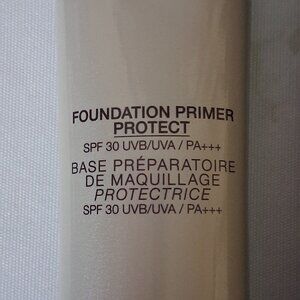 FOUNDATION PRIMER
PROTECT
SPF 30 UVB/UVA / PA+++
BASE PRÉPARATOIRE
DE MAQUILLAGE
PROTECTRICE
SPF 30 UVB/UVA / PA+++